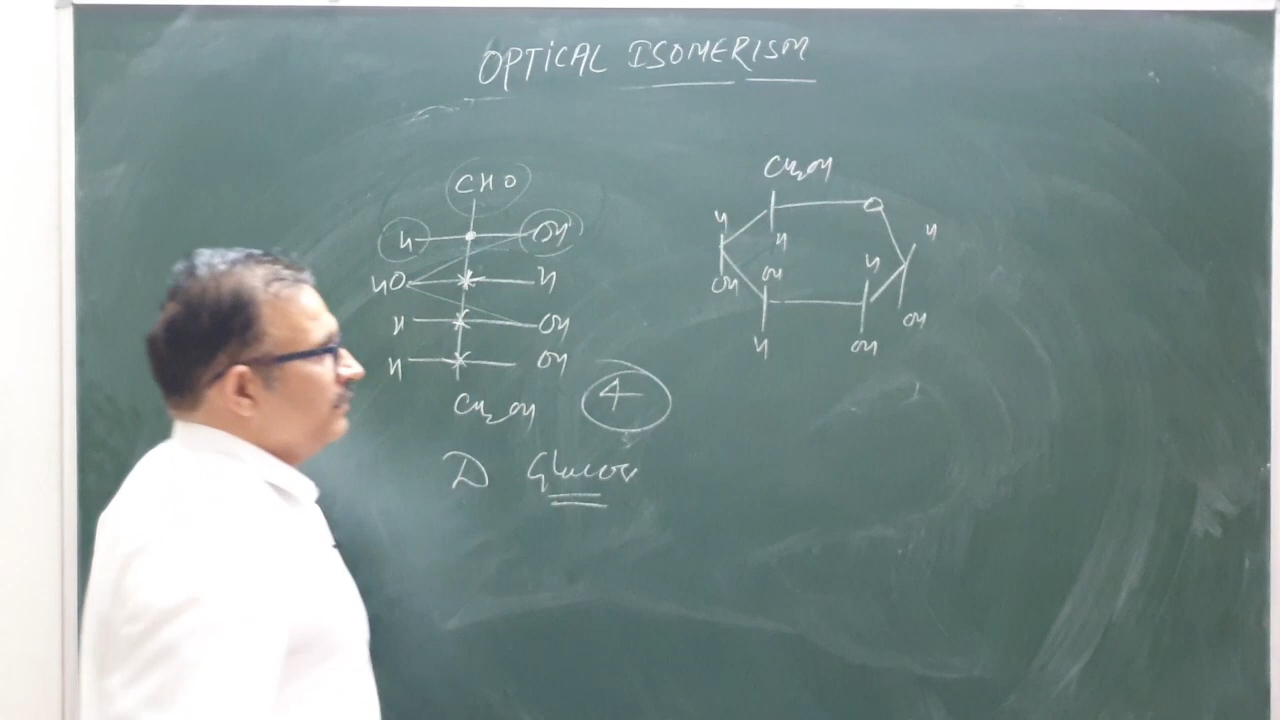 OPTICAL ISOMERISM
CHO
H OH
HO H
H OH
H OH
CH₂OH
4
D Glucose
CH₂OH
H O
H H
H
OH OH
OH
H OH